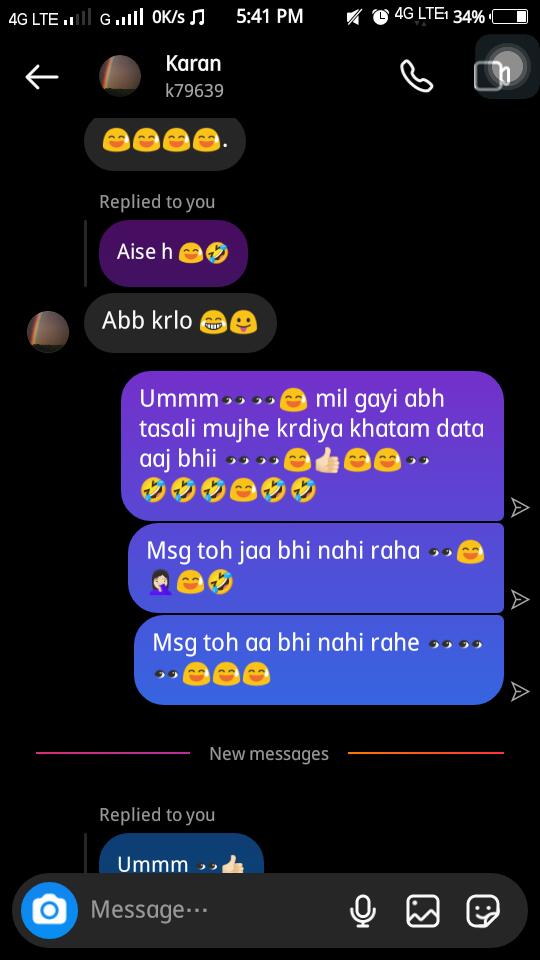 4G LTE G 0K/s 5:41 PM 4G LTE 34%
Karan
k79639
😅😅😅😅.
Replied to you
Aise h 😅🤣
Abb krlo 😂😛
Ummm👀👀😅 mil gayi abh
tasali mujhe krdiya khatam data
aaj bhii 👀👀😅👍🏻😅😅👀
🤣🤣🤣😅🤣🤣
Msg toh jaa bhi nahi raha 👀😅
🤦🏻‍♀️😅🤣
Msg toh aa bhi nahi rahe 👀👀
👀😅😅😅
New messages
Replied to you
Ummm 👀👍🏻
Message...